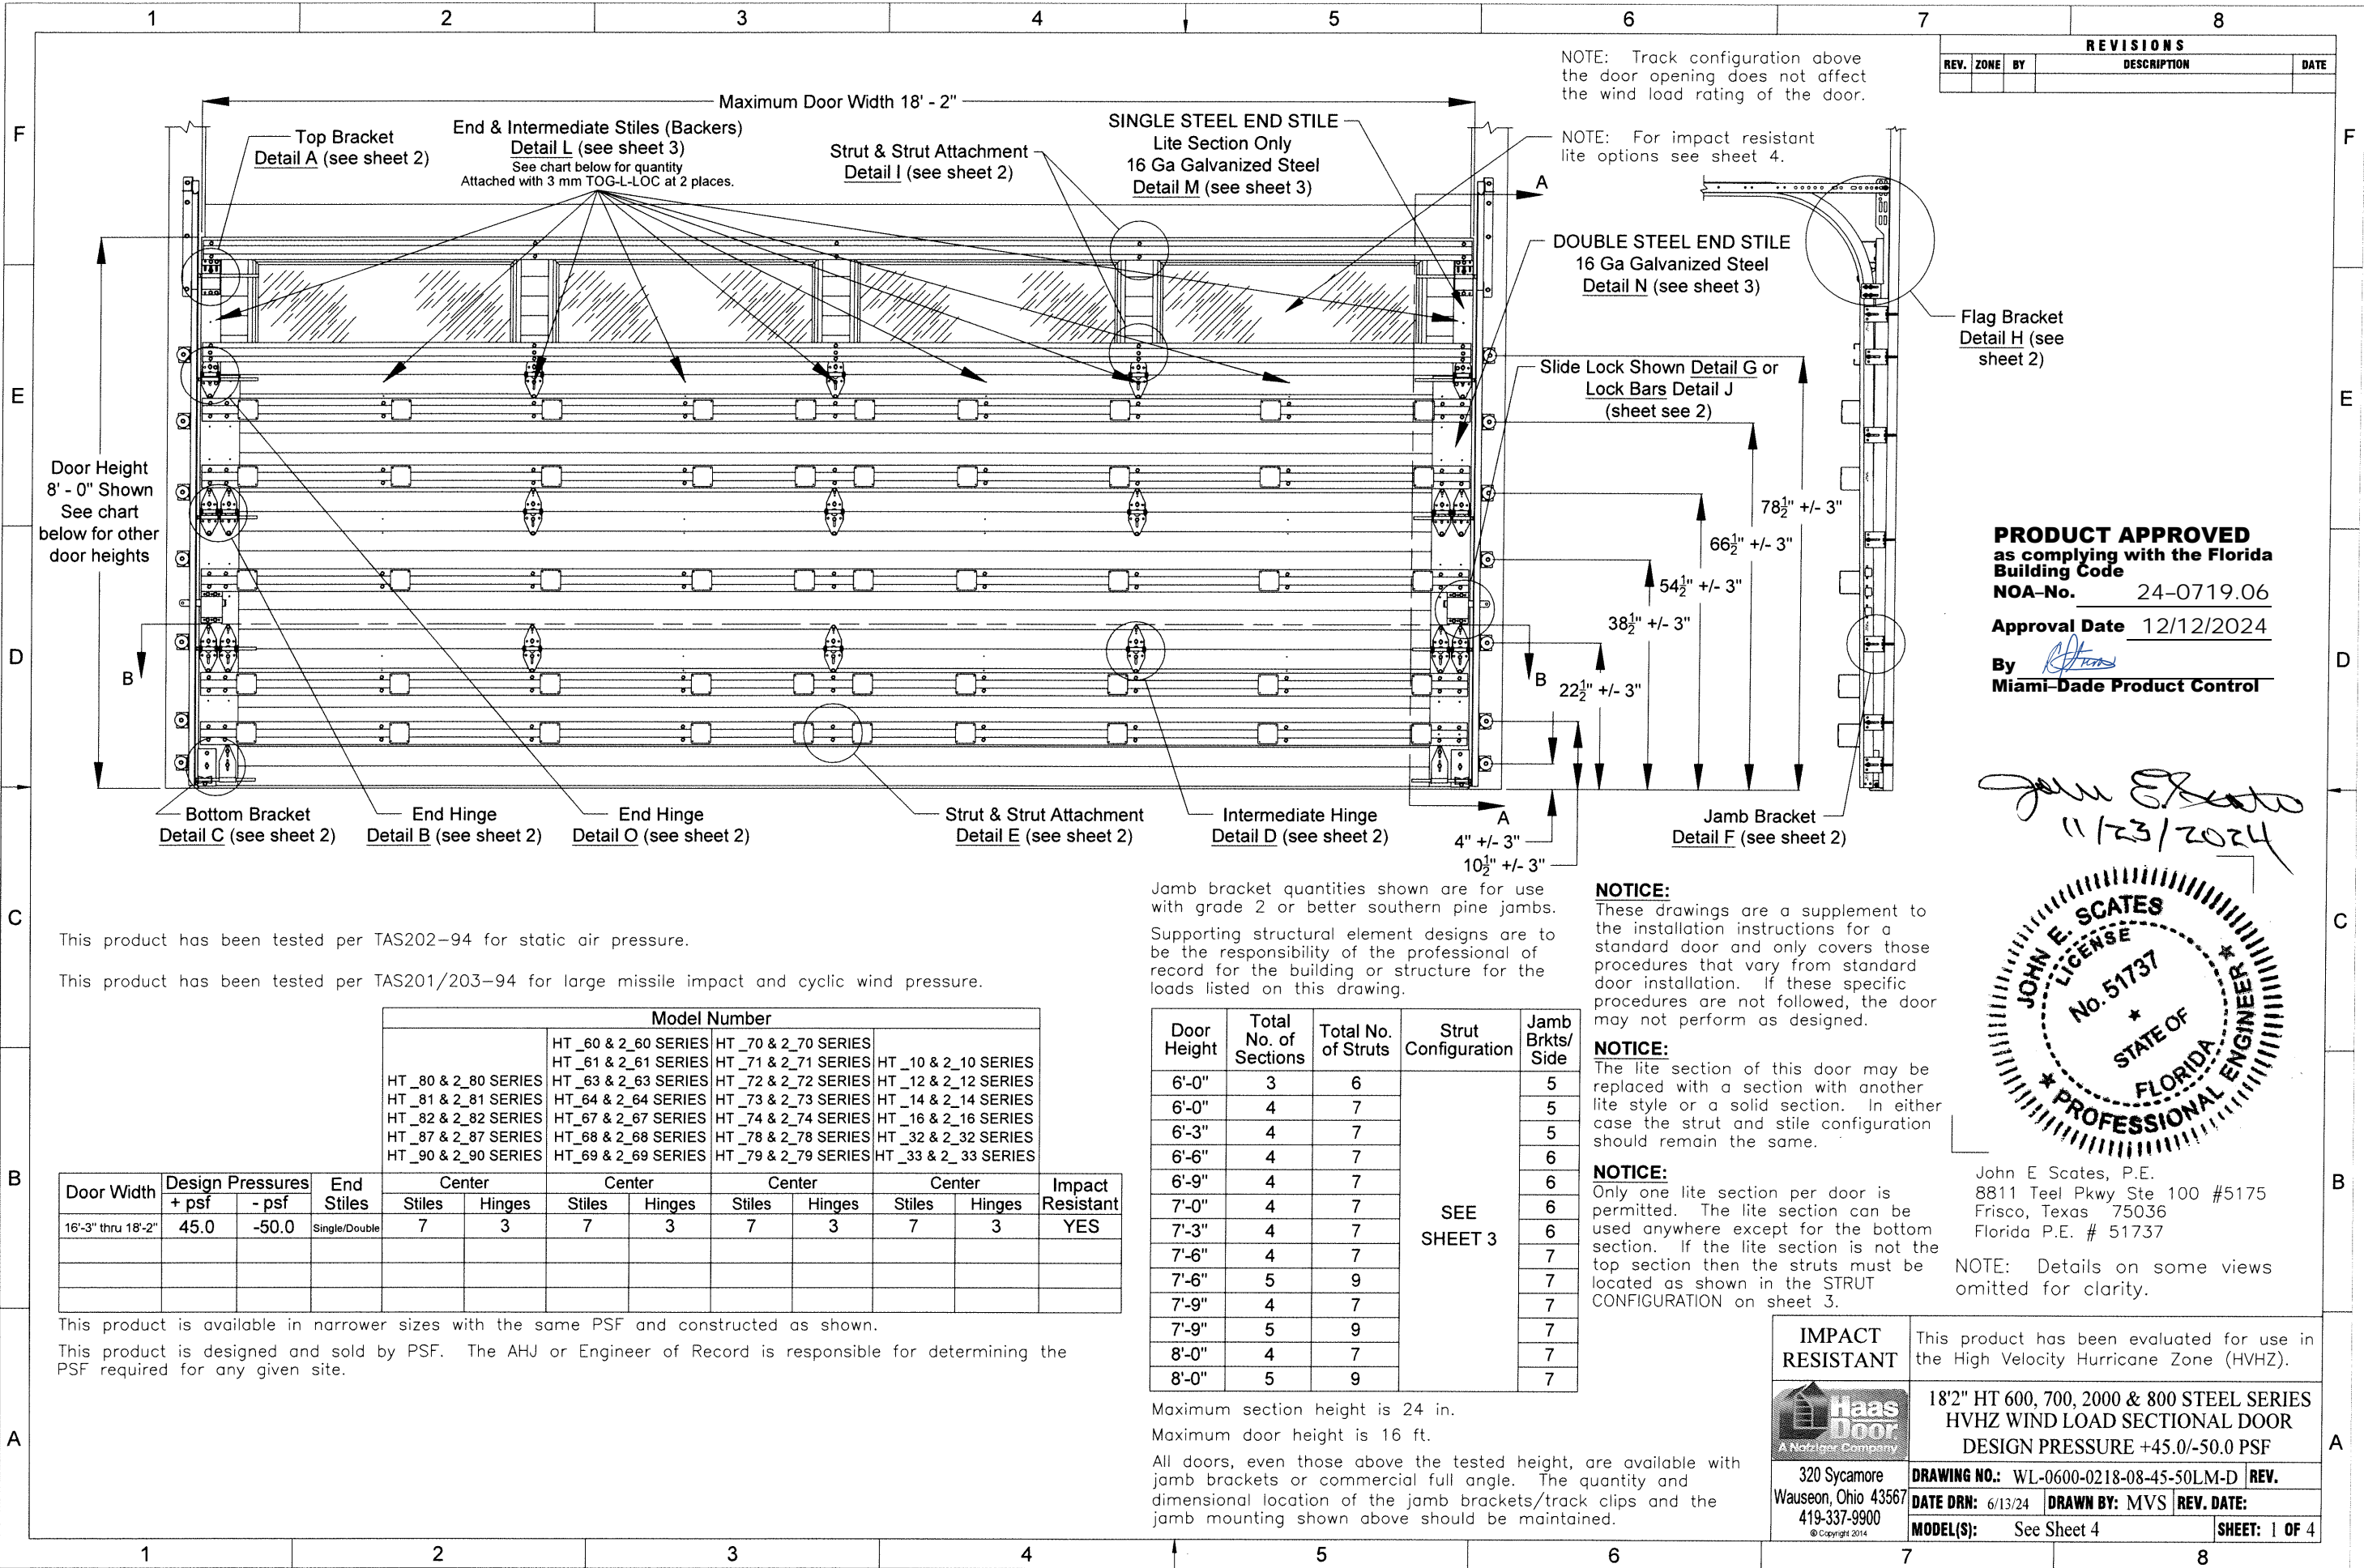 1 2 3 4 5 6 7 8
REVISIONS
REV. ZONE BY DESCRIPTION DATE
NOTE: Track configuration above
the door opening does not affect
the wind load rating of the door.
NOTE: For impact resistant
lite options see sheet 4.
Maximum Door Width 18' - 2"
Top Bracket
Detail A (see sheet 2)
End & Intermediate Stiles (Backers)
Detail L (see sheet 3)
See chart below for quantity
Attached with 3 mm TOG-L-LOC at 2 places.
Strut & Strut Attachment
Detail I (see sheet 2)
SINGLE STEEL END STILE
Lite Section Only
16 Ga Galvanized Steel
Detail M (see sheet 3)
A
DOUBLE STEEL END STILE
16 Ga Galvanized Steel
Detail N (see sheet 3)
Flag Bracket
Detail H (see
sheet 2)
Slide Lock Shown Detail G or
Lock Bars Detail J
(sheet see 2)
Door Height
8' - 0" Shown
See chart
below for other
door heights
78½" +/- 3"
66½" +/- 3"
54½" +/- 3"
38½" +/- 3"
22½" +/- 3"
B
B
A
4" +/- 3"
10½" +/- 3"
Bottom Bracket
Detail C (see sheet 2)
End Hinge
Detail B (see sheet 2)
End Hinge
Detail O (see sheet 2)
Strut & Strut Attachment
Detail E (see sheet 2)
Intermediate Hinge
Detail D (see sheet 2)
Jamb Bracket
Detail F (see sheet 2)
PRODUCT APPROVED
as complying with the Florida
Building Code
NOA–No. 24–0719.06
Approval Date 12/12/2024
By
Miami–Dade Product Control
John E. Scates
11/23/2024
JOHN E. SCATES
LICENSE
No. 51737
STATE OF
FLORIDA
PROFESSIONAL ENGINEER
John E Scates, P.E.
8811 Teel Pkwy Ste 100 #5175
Frisco, Texas 75036
Florida P.E. # 51737
NOTE: Details on some views
omitted for clarity.
This product has been tested per TAS202–94 for static air pressure.
This product has been tested per TAS201/203–94 for large missile impact and cyclic wind pressure.
Model Number
HT _60 & 2_60 SERIES HT _70 & 2_70 SERIES
HT _61 & 2_61 SERIES HT _71 & 2_71 SERIES HT _10 & 2_10 SERIES
HT _80 & 2_80 SERIES HT _63 & 2_63 SERIES HT _72 & 2_72 SERIES HT _12 & 2_12 SERIES
HT _81 & 2_81 SERIES HT _64 & 2_64 SERIES HT _73 & 2_73 SERIES HT _14 & 2_14 SERIES
HT _82 & 2_82 SERIES HT _67 & 2_67 SERIES HT _74 & 2_74 SERIES HT _16 & 2_16 SERIES
HT _87 & 2_87 SERIES HT _68 & 2_68 SERIES HT _78 & 2_78 SERIES HT _32 & 2_32 SERIES
HT _90 & 2_90 SERIES HT _69 & 2_69 SERIES HT _79 & 2_79 SERIES HT _33 & 2_ 33 SERIES
Door Width Design Pressures End Stiles Center Center Center Center Impact Resistant
+ psf - psf Stiles Hinges Stiles Hinges Stiles Hinges Stiles Hinges
16'-3" thru 18'-2" 45.0 -50.0 Single/Double 7 3 7 3 7 3 7 3 YES
This product is available in narrower sizes with the same PSF and constructed as shown.
This product is designed and sold by PSF. The AHJ or Engineer of Record is responsible for determining the
PSF required for any given site.
Jamb bracket quantities shown are for use
with grade 2 or better southern pine jambs.
Supporting structural element designs are to
be the responsibility of the professional of
record for the building or structure for the
loads listed on this drawing.
Door Height Total No. of Sections Total No. of Struts Strut Configuration Jamb Brkts/ Side
6'-0" 3 6 5
6'-0" 4 7 5
6'-3" 4 7 5
6'-6" 4 7 6
6'-9" 4 7 6
7'-0" 4 7 6
7'-3" 4 7 6
7'-6" 4 7 7
7'-6" 5 9 7
7'-9" 4 7 7
7'-9" 5 9 7
8'-0" 4 7 7
8'-0" 5 9 7
SEE
SHEET 3
Maximum section height is 24 in.
Maximum door height is 16 ft.
All doors, even those above the tested height, are available with
jamb brackets or commercial full angle. The quantity and
dimensional location of the jamb brackets/track clips and the
jamb mounting shown above should be maintained.
NOTICE:
These drawings are a supplement to
the installation instructions for a
standard door and only covers those
procedures that vary from standard
door installation. If these specific
procedures are not followed, the door
may not perform as designed.
NOTICE:
The lite section of this door may be
replaced with a section with another
lite style or a solid section. In either
case the strut and stile configuration
should remain the same.
NOTICE:
Only one lite section per door is
permitted. The lite section can be
used anywhere except for the bottom
section. If the lite section is not the
top section then the struts must be
located as shown in the STRUT
CONFIGURATION on sheet 3.
IMPACT
RESISTANT
This product has been evaluated for use in
the High Velocity Hurricane Zone (HVHZ).
Haas
Door
A Nofziger Company
18'2" HT 600, 700, 2000 & 800 STEEL SERIES
HVHZ WIND LOAD SECTIONAL DOOR
DESIGN PRESSURE +45.0/-50.0 PSF
320 Sycamore
Wauseon, Ohio 43567
419-337-9900
© Copyright 2014
DRAWING NO.: WL-0600-0218-08-45-50LM-D REV.
DATE DRN: 6/13/24 DRAWN BY: MVS REV. DATE:
MODEL(S): See Sheet 4 SHEET: 1 OF 4
F E D C B A
F E D C B A
1 2 3 4 5 6 7 8